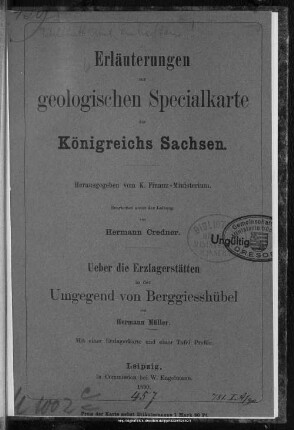 Erläuterungen
zur
geologischen Specialkarte
des
Königreichs Sachsen.
Herausgegeben vom K. Finanz-Ministerium.
Bearbeitet unter der Leitung
von
Hermann Credner.
Ueber die Erzlagerstätten
in der
Umgegend von Berggiesshübel
von
Hermann Müller
Mit einer Uebersichtskarte und einer Tafel Profile.
Ungültig
DRESDEN
Leipzig,
in Commission bei W. Engelmann.
1890.
457